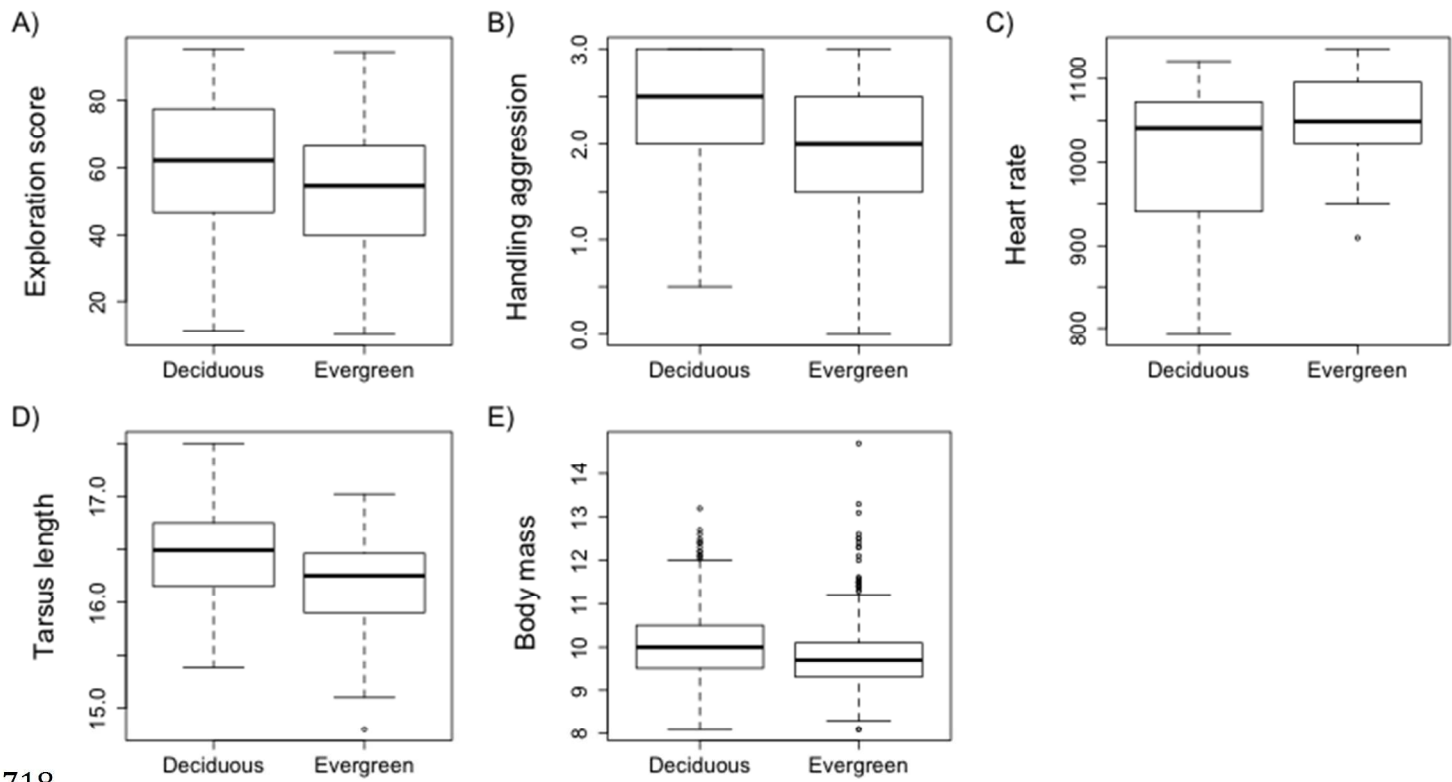 A)
Exploration score
80
60
40
20
Deciduous Evergreen
B)
Handling aggression
3.0
2.0
1.0
0.0
Deciduous Evergreen
C)
Heart rate
1100
1000
900
800
Deciduous Evergreen
D)
Tarsus length
17.0
16.0
15.0
Deciduous Evergreen
E)
Body mass
14
13
12
11
10
9
8
Deciduous Evergreen
718